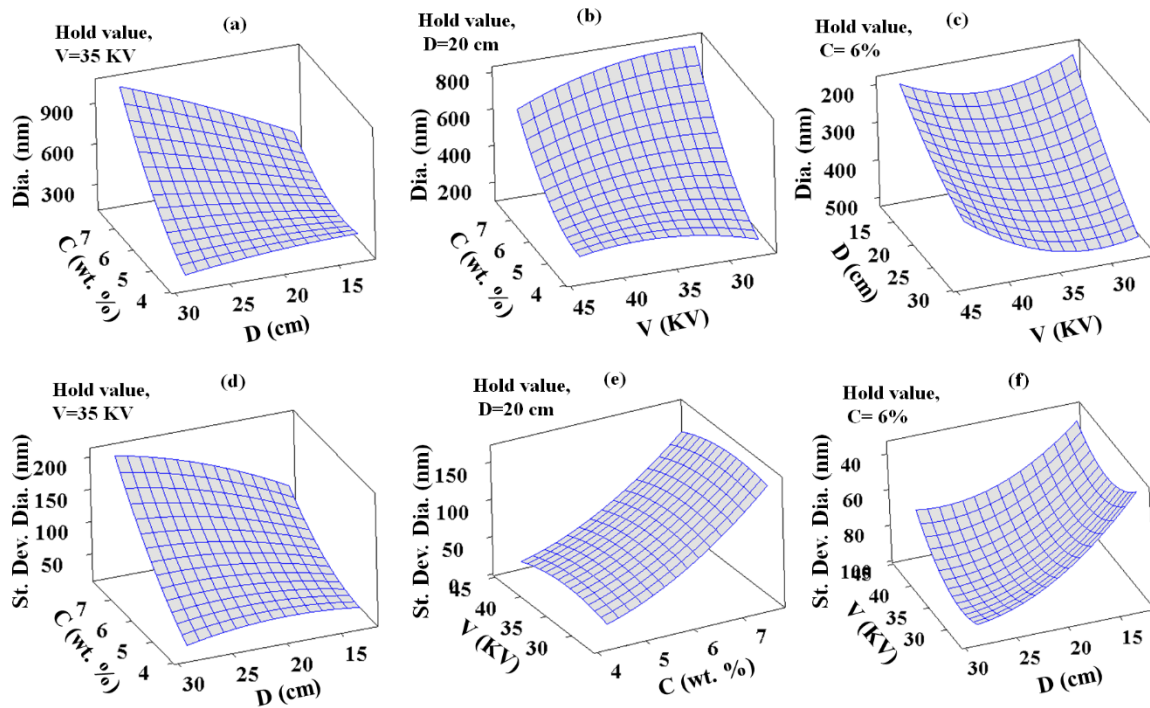 Hold value,
V=35 KV
(a)
Dia. (nm)
900
600
300
C (wt. %)
7
6
5
4
30
25
20
15
D (cm)
Hold value,
D=20 cm
(b)
Dia. (nm)
800
600
400
200
C (wt. %)
7
6
5
4
45
40
35
30
V (KV)
Hold value,
C= 6%
(c)
Dia. (nm)
200
300
400
500
D (cm)
15
20
25
30
45
40
35
30
V (KV)
Hold value,
V=35 KV
(d)
St. Dev. Dia. (nm)
200
150
100
50
C (wt. %)
7
6
5
4
30
25
20
15
D (cm)
Hold value,
D=20 cm
(e)
St. Dev. Dia. (nm)
150
100
50
0
V (KV)
45
40
35
30
4
5
6
7
C (wt. %)
Hold value,
C= 6%
(f)
St. Dev. Dia. (nm)
40
60
80
100
V (KV)
45
40
35
30
30
25
20
15
D (cm)